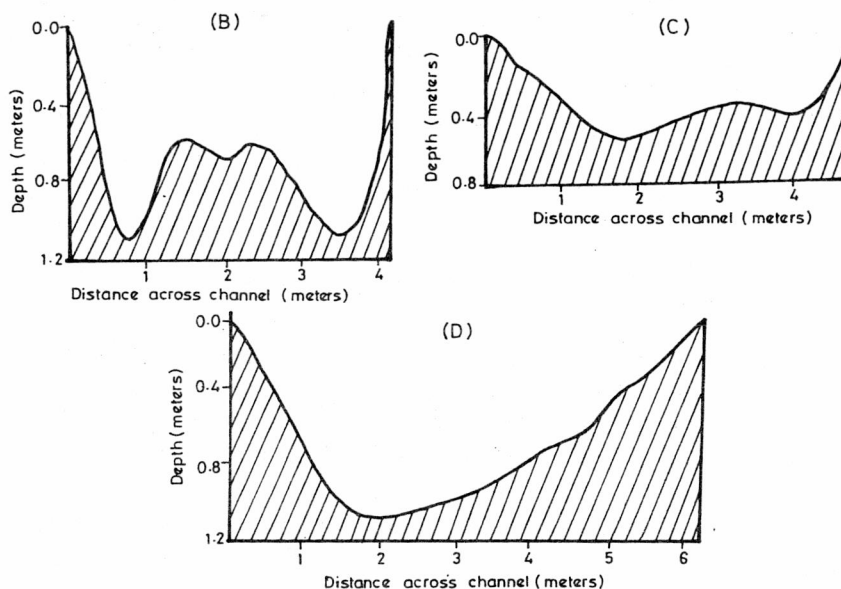 (B)
0·0
0·4
0·8
1·2
Depth (meters)
1 2 3 4
Distance across channel (meters)
(C)
0·0
0·4
0·8
Depth (meters)
1 2 3 4
Distance across channel (meters)
(D)
0·0
0·4
0·8
1·2
Depth (meters)
1 2 3 4 5 6
Distance across channel (meters)